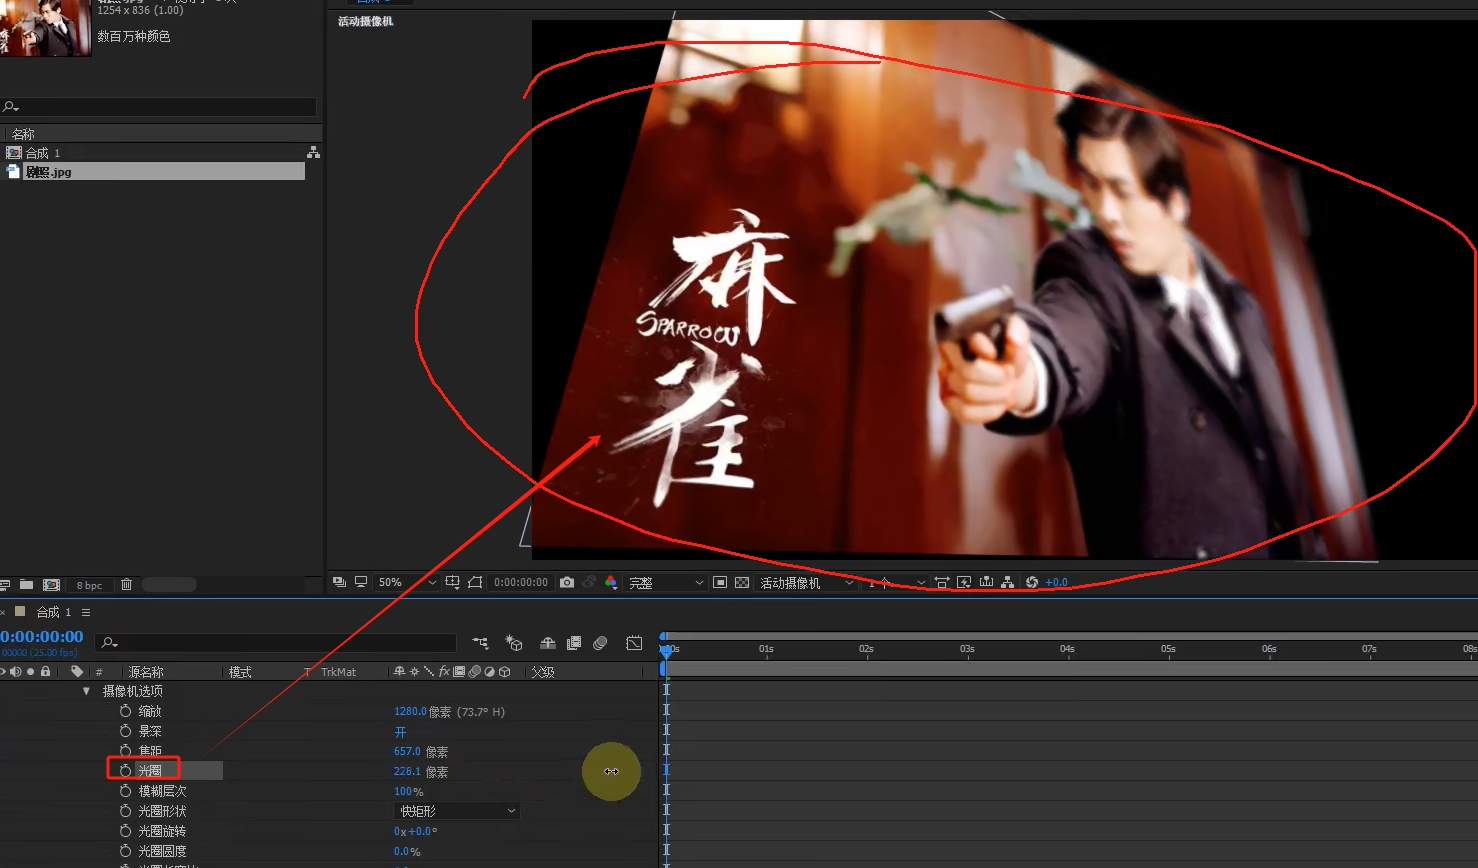 1254 x 836 (1.00)
数百万种颜色
活动摄像机
名称
合成 1
剧照.jpg
麻
SPARROW
雀
8 bpc
50%
0:00:00:00
完整
活动摄像机
1个...
+0.0
合成 1
0:00:00:00
00000 (25.00 fps)
# 源名称 模式 T TrkMat fx 父级
00s 01s 02s 03s 04s 05s 06s 07s 08s
摄像机选项
缩放 1280.0 像素 (73.7° H)
景深 开
焦距 657.0 像素
光圈 228.1 像素
模糊层次 100%
光圈形状 快矩形
光圈旋转 0x+0.0°
光圈圆度 0.0%